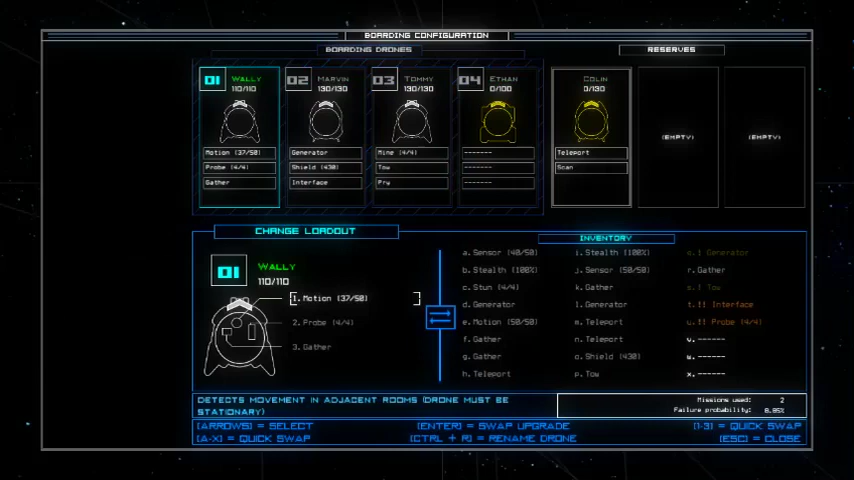 BOARDING CONFIGURATION
BOARDING DRONES
RESERVES
01 WALLY
110/110
Motion (37/50)
Probe (4/4)
Gather
02 MARVIN
130/130
Generator
Shield (430)
Interface
03 TOMMY
130/130
Mine (4/4)
Tow
Pry
04 ETHAN
0/100
-------
-------
-------
COLIN
0/130
Teleport
Scan
(EMPTY)
(EMPTY)
CHANGE LOADOUT
01 WALLY
110/110
1. Motion (37/50)
2. Probe (4/4)
3. Gather
INVENTORY
a. Sensor (40/50)
b. Stealth (100%)
c. Stun (4/4)
d. Generator
e. Motion (50/50)
f. Gather
g. Gather
h. Teleport
i. Stealth (100%)
j. Sensor (50/50)
k. Gather
l. Generator
m. Teleport
n. Teleport
o. Shield (430)
p. Tow
q. ! Generator
r. Gather
s. ! Tow
t. !! Interface
u. !! Probe (4/4)
v. ------
w. ------
x. ------
DETECTS MOVEMENT IN ADJACENT ROOMS (DRONE MUST BE
STATIONARY)
Missions used: 2
Failure probability: 6.85%
(ARROWS) = SELECT (ENTER) = SWAP UPGRADE (1-3) = QUICK SWAP
(A-X) = QUICK SWAP (CTRL + R) = RENAME DRONE (ESC) = CLOSE